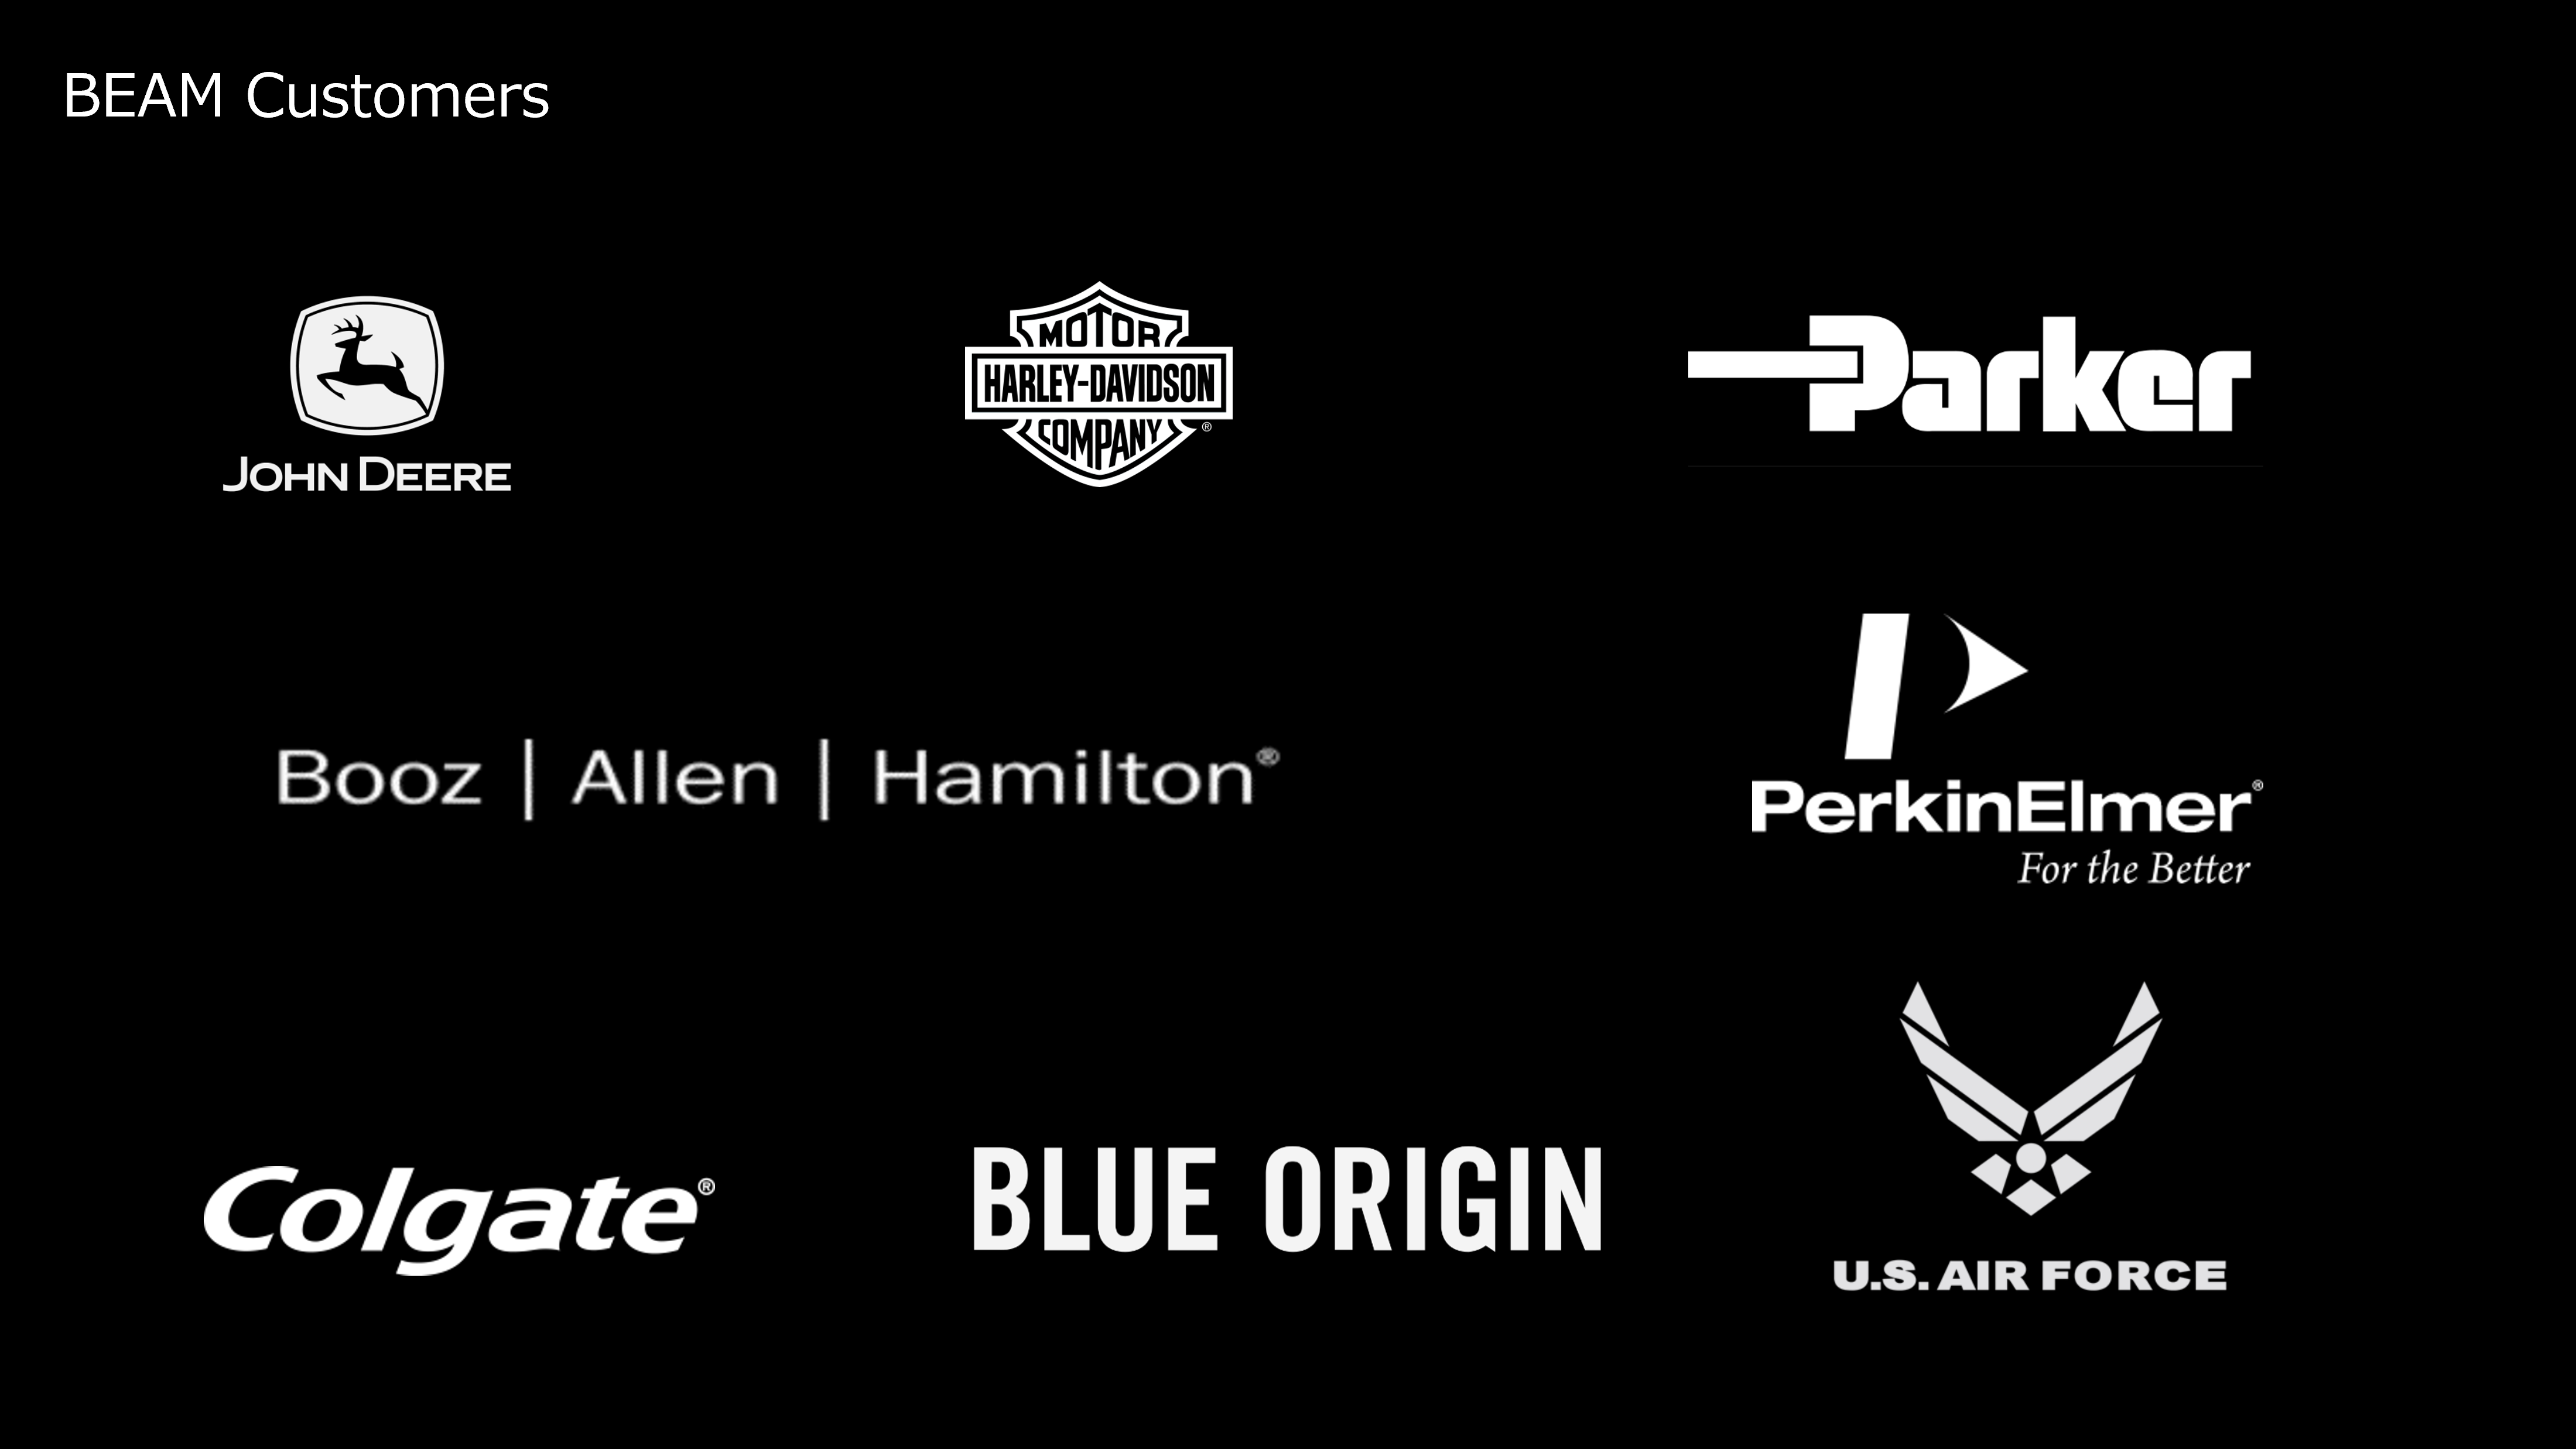 BEAM Customers
JOHN DEERE
MOTOR
HARLEY-DAVIDSON
COMPANY ®
Parker
Booz | Allen | Hamilton®
PerkinElmer®
For the Better
Colgate®
BLUE ORIGIN
U.S. AIR FORCE